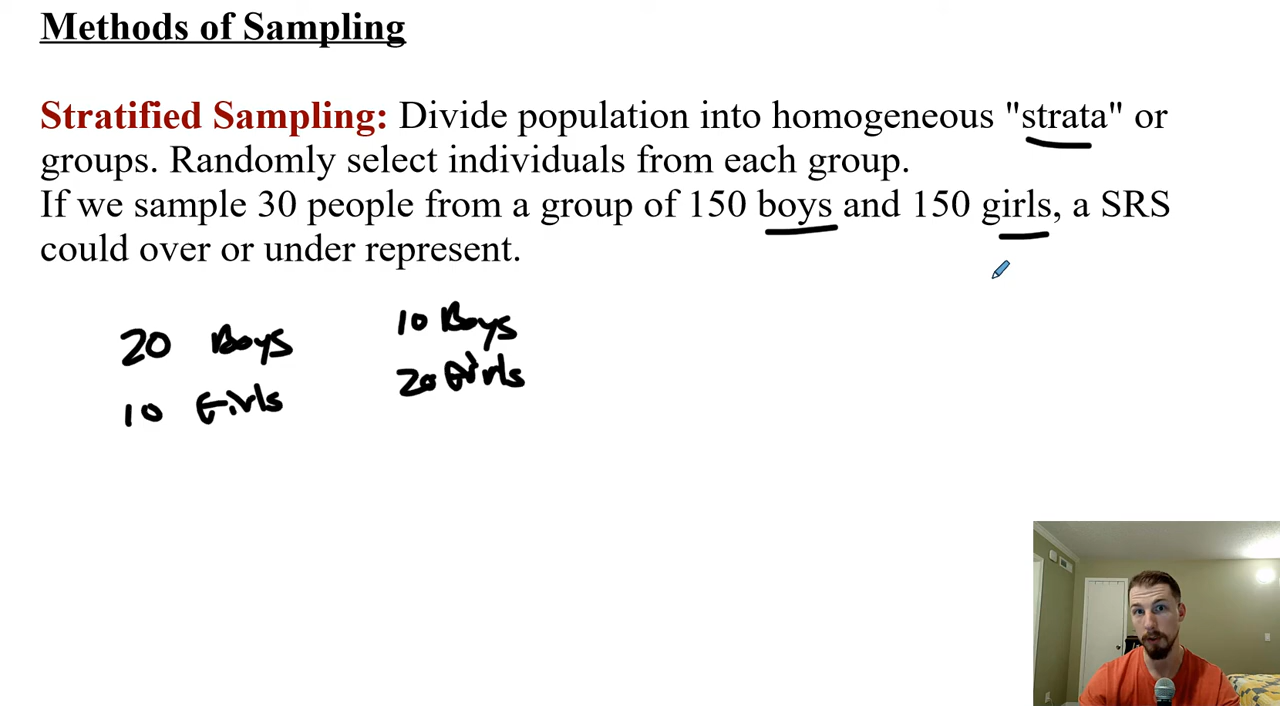 Methods of Sampling
Stratified Sampling: Divide population into homogeneous "strata" or
groups. Randomly select individuals from each group.
If we sample 30 people from a group of 150 boys and 150 girls, a SRS
could over or under represent.
20 Boys
10 Girls
10 Boys
20 Girls